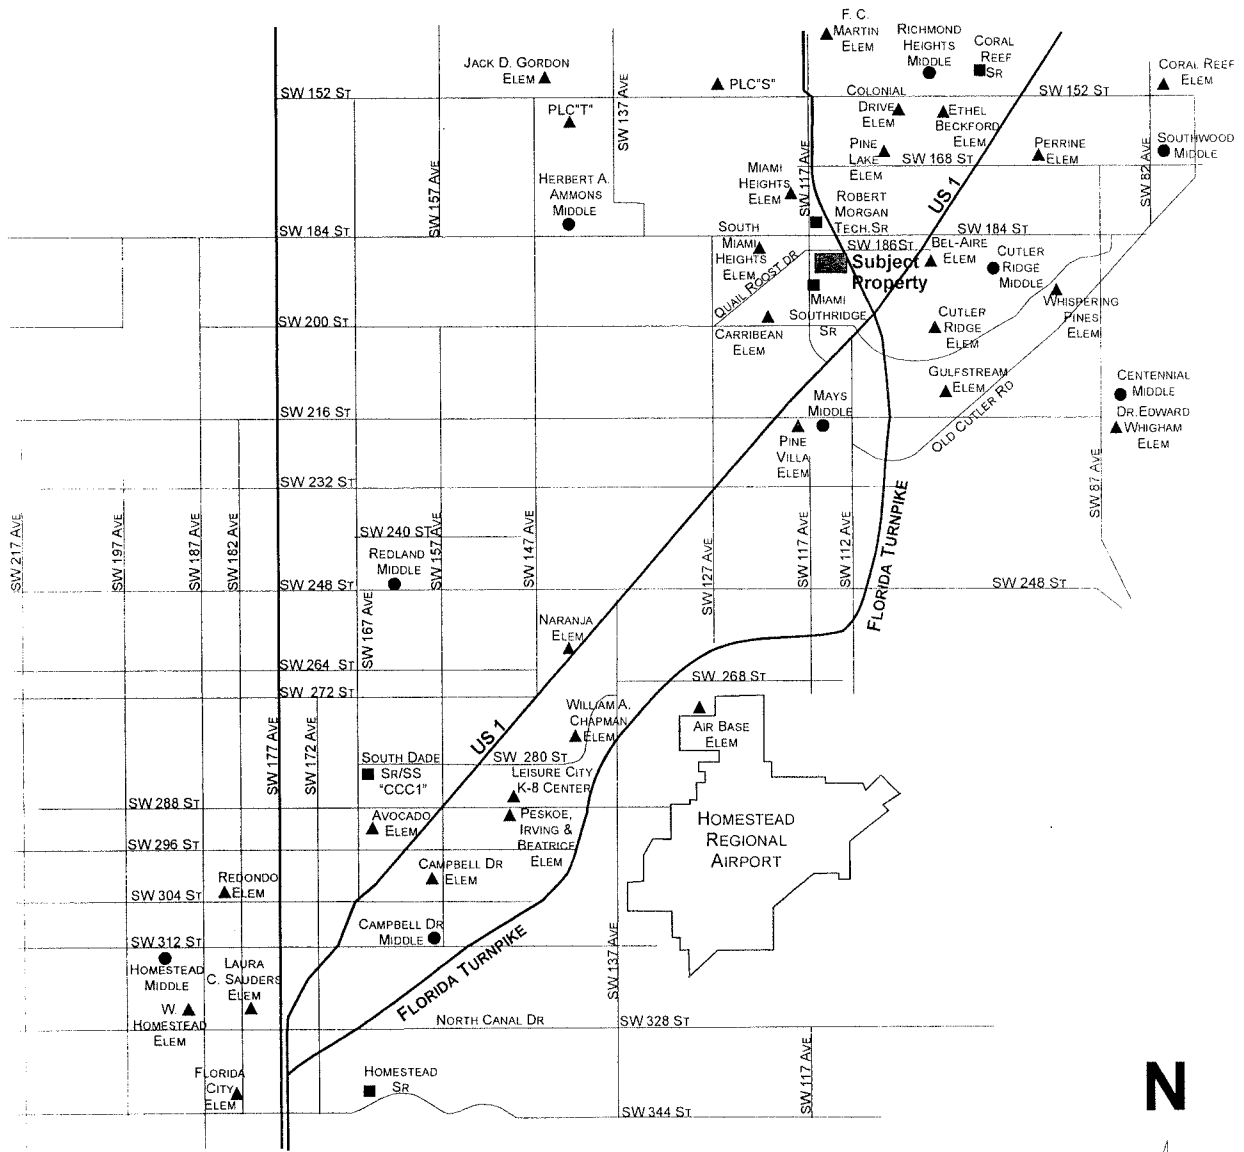 F. C.
MARTIN
ELEM
RICHMOND
HEIGHTS
MIDDLE
CORAL
REEF
SR
JACK D. GORDON
ELEM
CORAL REEF
ELEM
SW 152 ST
PLC"T"
SW 137 AVE
PLC"S"
COLONIAL
DRIVE
ELEM
ETHEL
BECKFORD
ELEM
SW 152 ST
PINE
LAKE
ELEM
SW 168 ST
PERRINE
ELEM
SOUTHWOOD
MIDDLE
SW 157 AVE
HERBERT A.
AMMONS
MIDDLE
MIAMI
HEIGHTS
ELEM
SW 117 AVE
ROBERT
MORGAN
TECH.SR
US 1
SW 82 AVE
SW 184 ST
SOUTH
MIAMI
HEIGHTS
ELEM
SW 184 ST
SW 186ST
BEL-AIRE
ELEM
CUTLER
RIDGE
MIDDLE
Subject
Property
QUAIL ROOST DR
MIAMI
SOUTHRIDGE
SR
WHISPERING
PINES
ELEM
SW 200 ST
CARRIBEAN
ELEM
CUTLER
RIDGE
ELEM
GULFSTREAM
ELEM
CENTENNIAL
MIDDLE
SW 216 ST
MAYS
MIDDLE
OLD CUTLER RD
DR.EDWARD
WHIGHAM
ELEM
PINE
VILLA
ELEM
SW 232 ST
SW 87 AVE
FLORIDA TURNPIKE
SW 217 AVE
SW 197 AVE
SW 187 AVE
SW 182 AVE
SW 240 ST
REDLAND
MIDDLE
SW 157 AVE
SW 147 AVE
SW 127 AVE
SW 117 AVE
SW 112 AVE
SW 248 ST
SW 248 ST
SW 167 AVE
NARANJA
ELEM
SW 264 ST
SW 268 ST
SW 272 ST
WILLIAM A.
CHAPMAN
ELEM
AIR BASE
ELEM
SW 177 AVE
SW 172 AVE
US 1
SOUTH DADE
SR/SS
"CCC1"
SW 280 ST
LEISURE CITY
K-8 CENTER
SW 288 ST
AVOCADO
ELEM
PESKOE,
IRVING &
BEATRICE
ELEM
HOMESTEAD
REGIONAL
AIRPORT
SW 296 ST
REDONDO
ELEM
CAMPBELL DR
ELEM
SW 304 ST
CAMPBELL DR
MIDDLE
SW 312 ST
FLORIDA TURNPIKE
SW 137 AVE
HOMESTEAD
MIDDLE
LAURA
C. SAUDERS
ELEM
W.
HOMESTEAD
ELEM
NORTH CANAL DR
SW 328 ST
FLORIDA
CITY
ELEM
HOMESTEAD
SR
SW 117 AVE
SW 344 ST
N